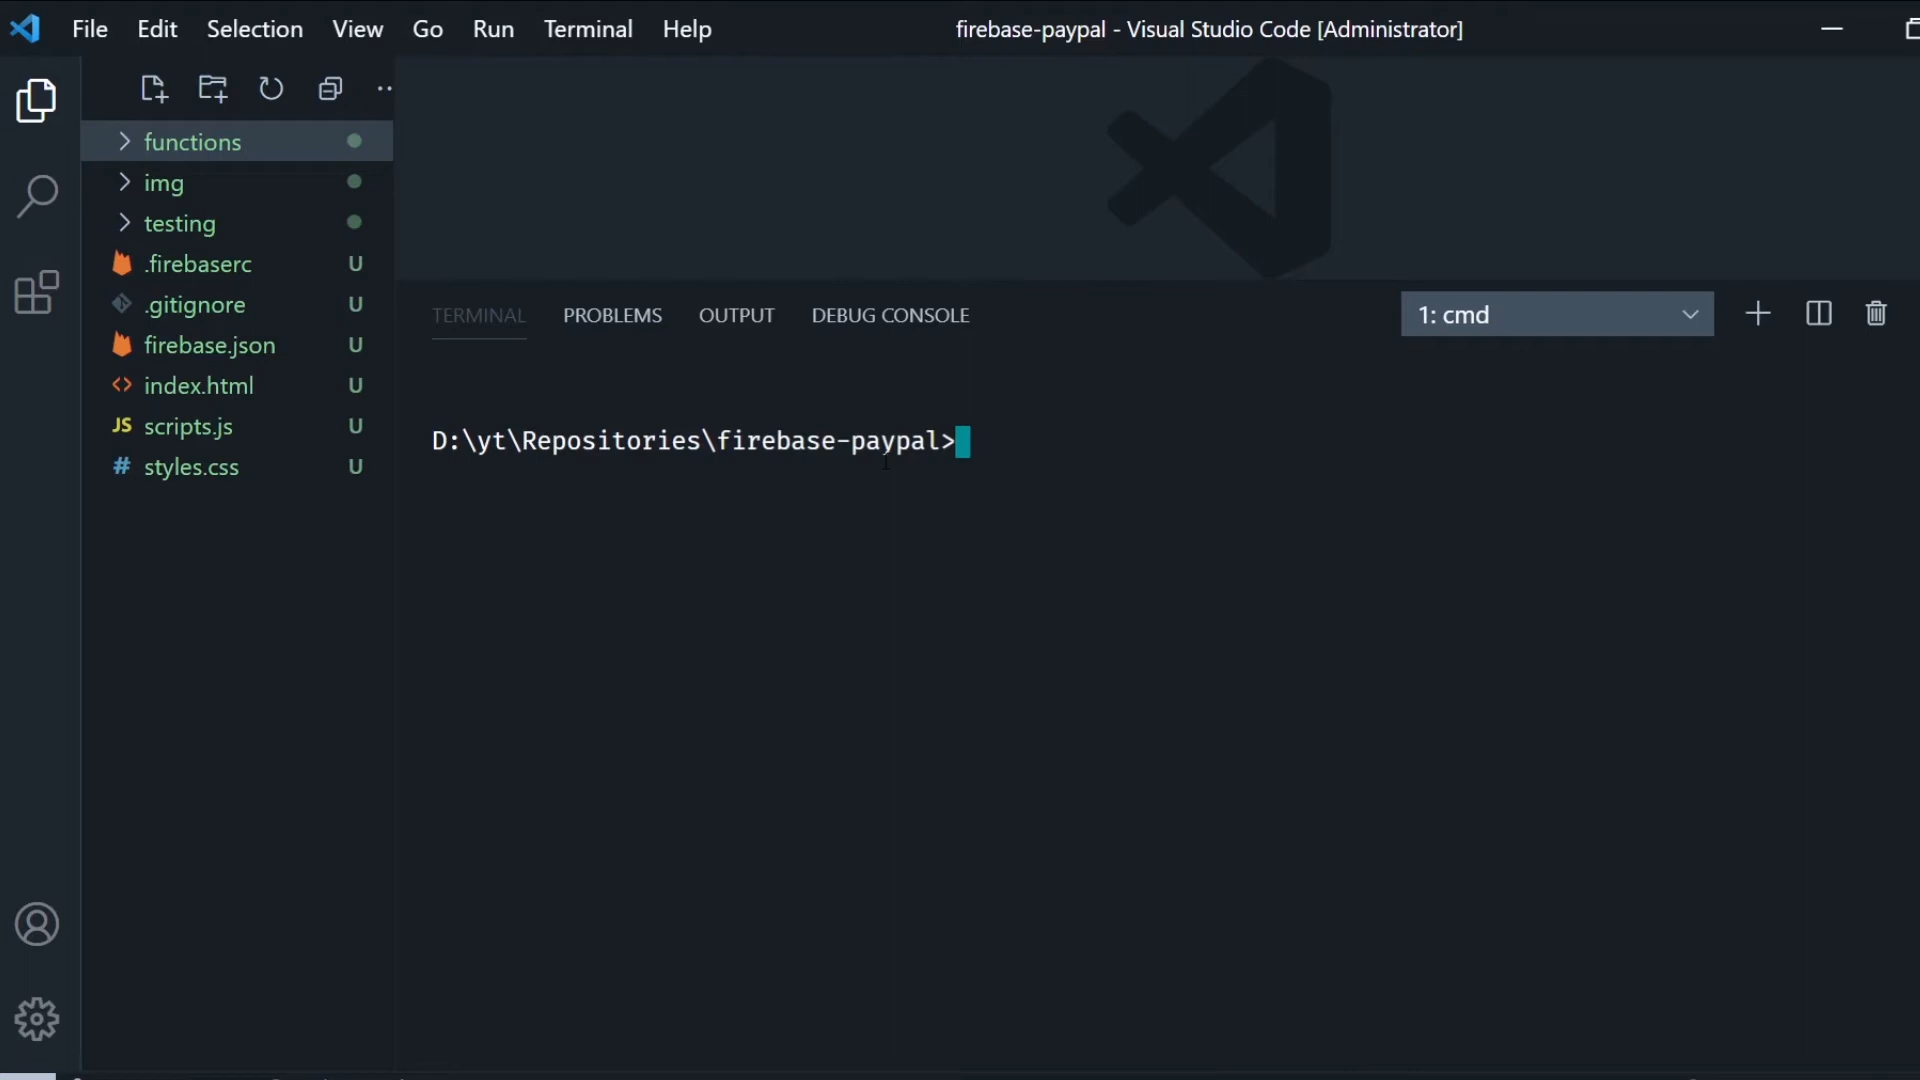 File Edit Selection View Go Run Terminal Help firebase-paypal - Visual Studio Code [Administrator]
functions
img
testing
.firebaserc U
.gitignore U
firebase.json U
index.html U
JS scripts.js U
# styles.css U
TERMINAL PROBLEMS OUTPUT DEBUG CONSOLE 1: cmd
D:\yt\Repositories\firebase-paypal>